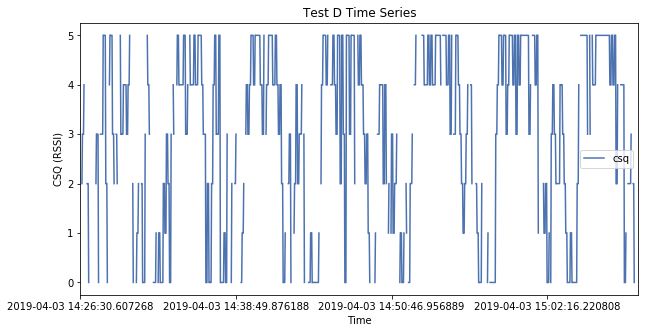 Test D Time Series
CSQ (RSSI)
5
4
3
2
1
0
csq
2019-04-03 14:26:30.607268
2019-04-03 14:38:49.876188
2019-04-03 14:50:46.956889
2019-04-03 15:02:16.220808
Time